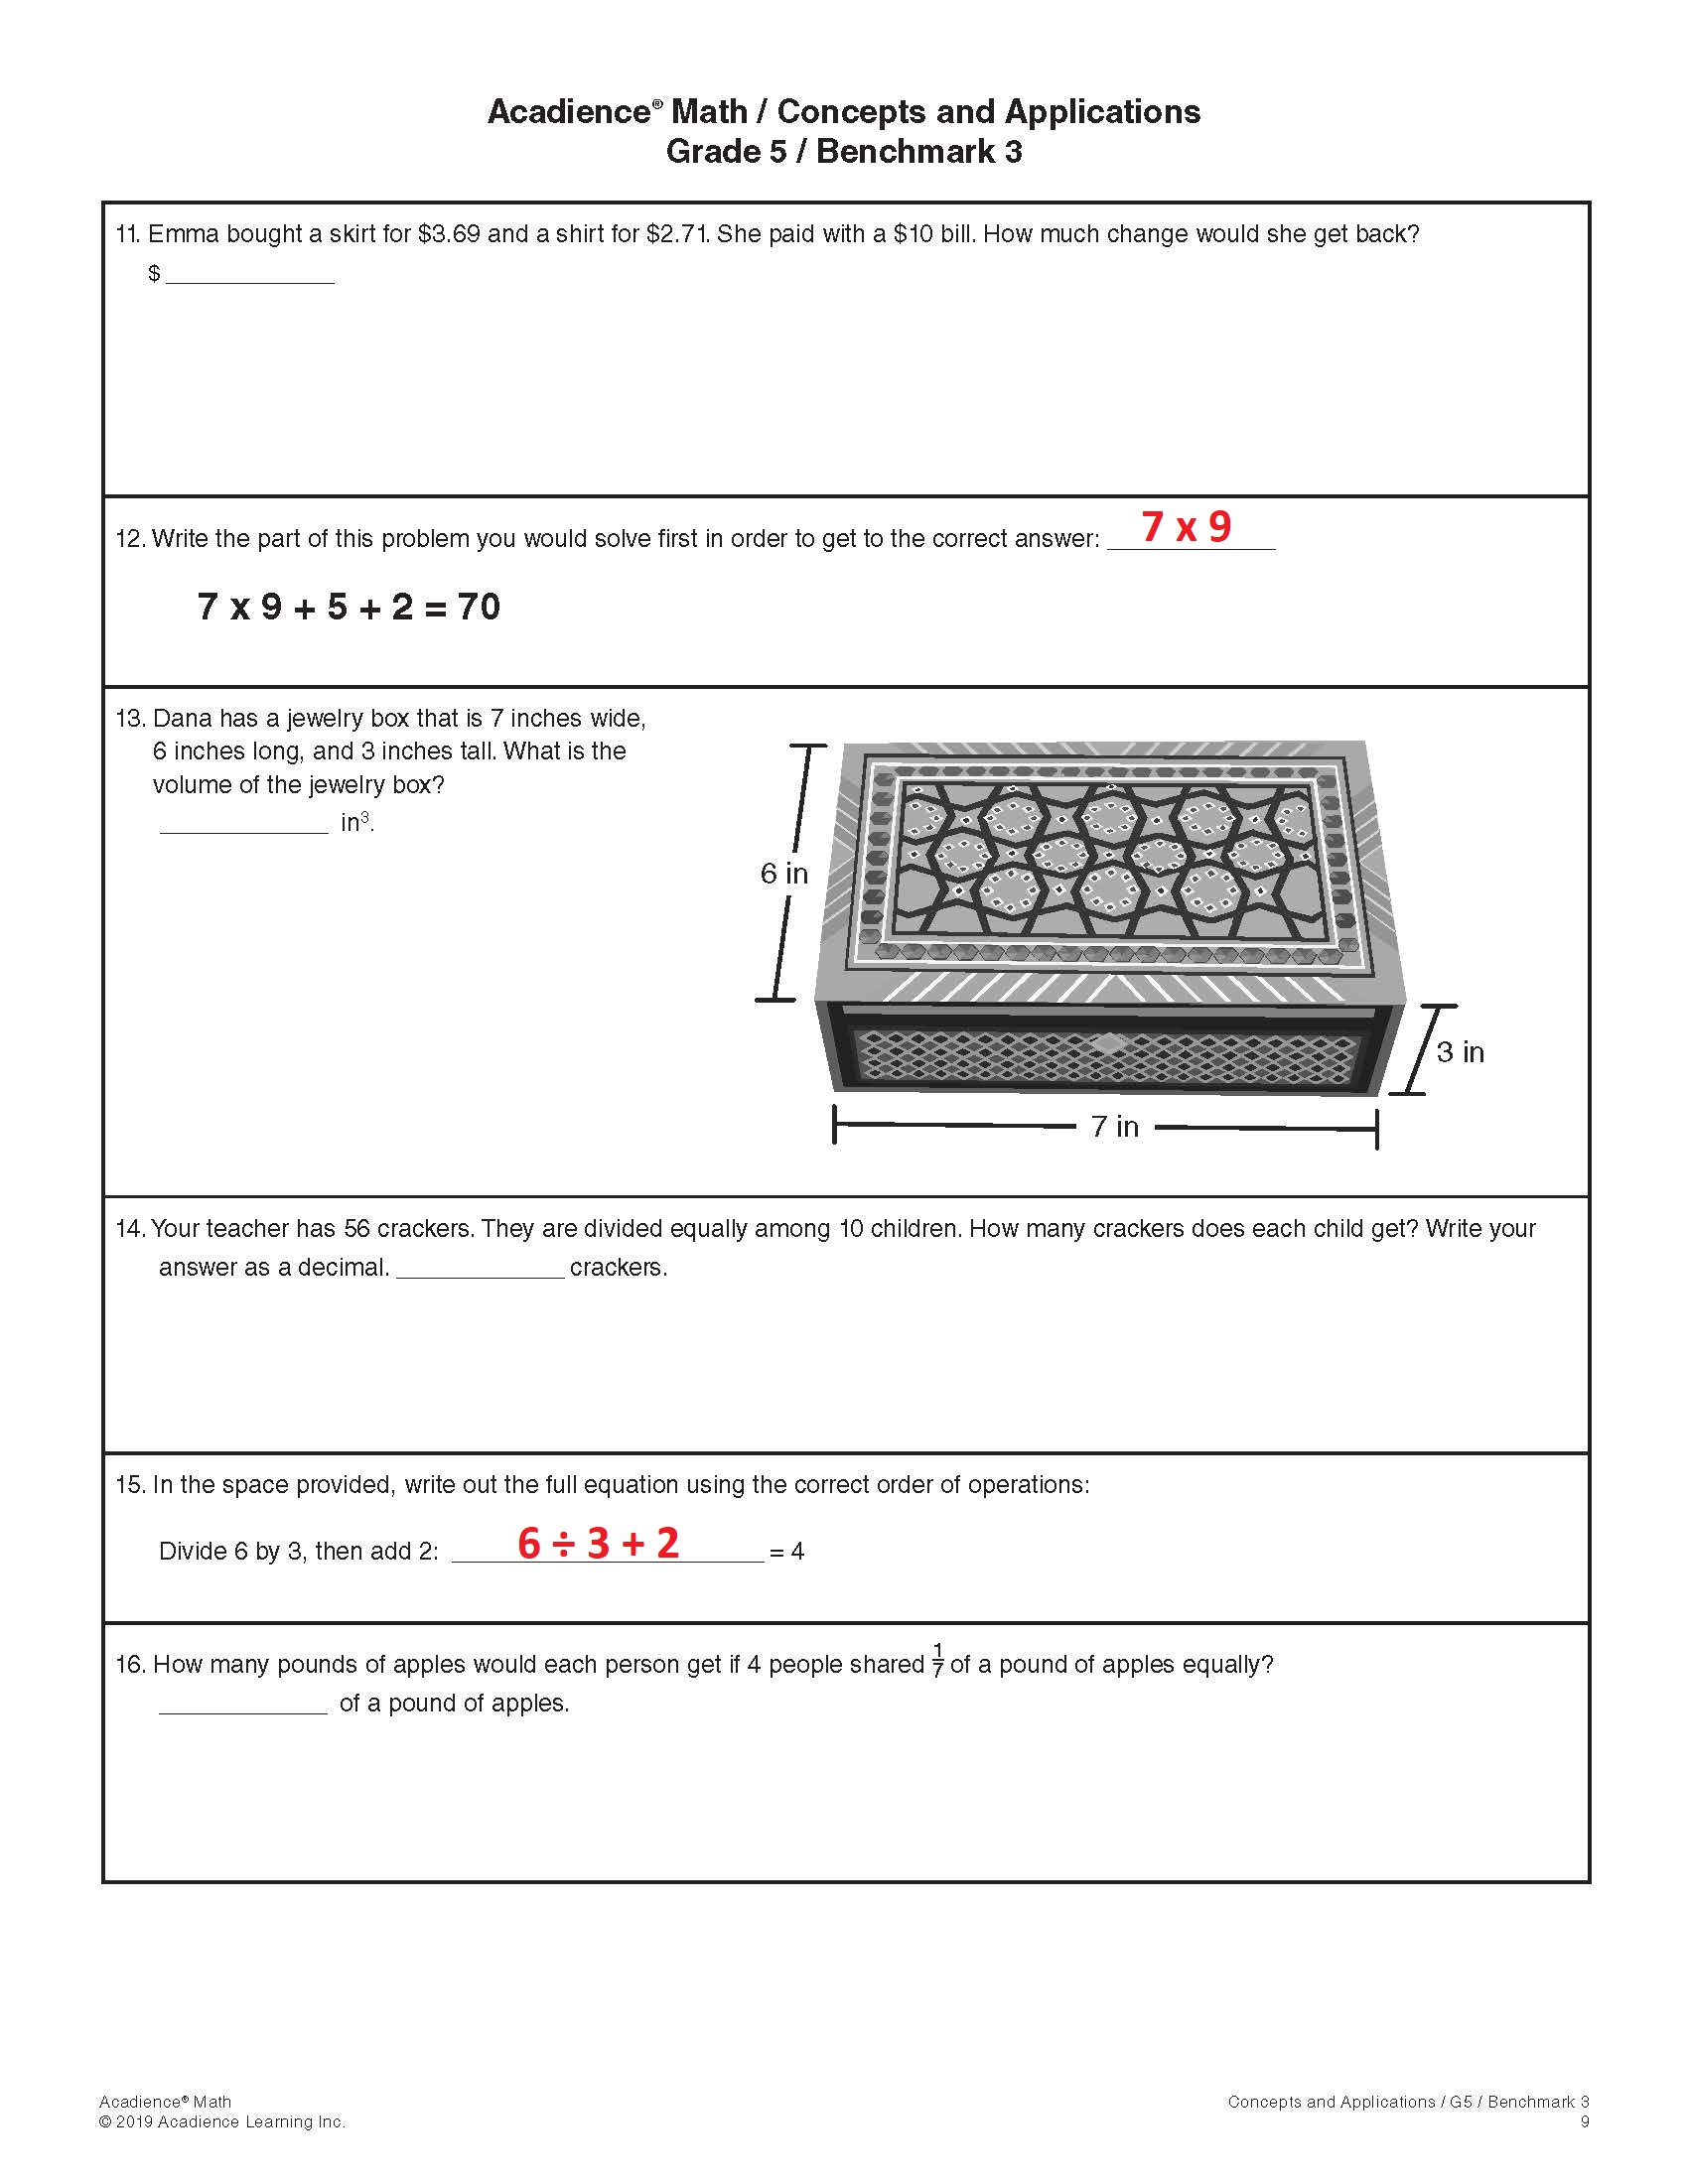 Acadience® Math / Concepts and Applications
Grade 5 / Benchmark 3
11. Emma bought a skirt for $3.69 and a shirt for $2.71. She paid with a $10 bill. How much change would she get back?
$ ____________
12. Write the part of this problem you would solve first in order to get to the correct answer: 7 x 9
7 x 9 + 5 + 2 = 70
13. Dana has a jewelry box that is 7 inches wide,
6 inches long, and 3 inches tall. What is the
volume of the jewelry box?
____________ in³.
6 in
3 in
7 in
14. Your teacher has 56 crackers. They are divided equally among 10 children. How many crackers does each child get? Write your
answer as a decimal. ____________ crackers.
15. In the space provided, write out the full equation using the correct order of operations:
Divide 6 by 3, then add 2: 6 ÷ 3 + 2 = 4
16. How many pounds of apples would each person get if 4 people shared 1/7 of a pound of apples equally?
____________ of a pound of apples.
Acadience® Math
© 2019 Acadience Learning Inc.
Concepts and Applications / G5 / Benchmark 3
9